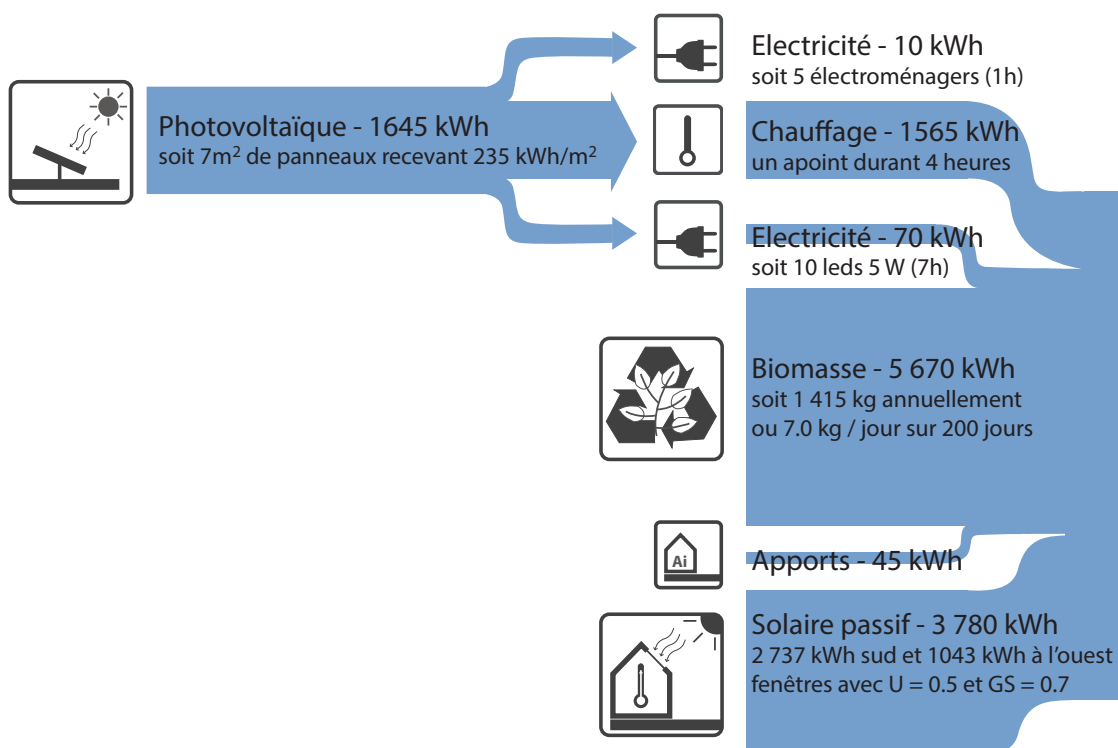 Electricité - 10 kWh
soit 5 électroménagers (1h)
Photovoltaïque - 1645 kWh
soit 7m² de panneaux recevant 235 kWh/m²
Chauffage - 1565 kWh
un apoint durant 4 heures
Electricité - 70 kWh
soit 10 leds 5 W (7h)
Biomasse - 5 670 kWh
soit 1 415 kg annuellement
ou 7.0 kg / jour sur 200 jours
Ai
Apports - 45 kWh
Solaire passif - 3 780 kWh
2 737 kWh sud et 1043 kWh à l'ouest
fenêtres avec U = 0.5 et GS = 0.7